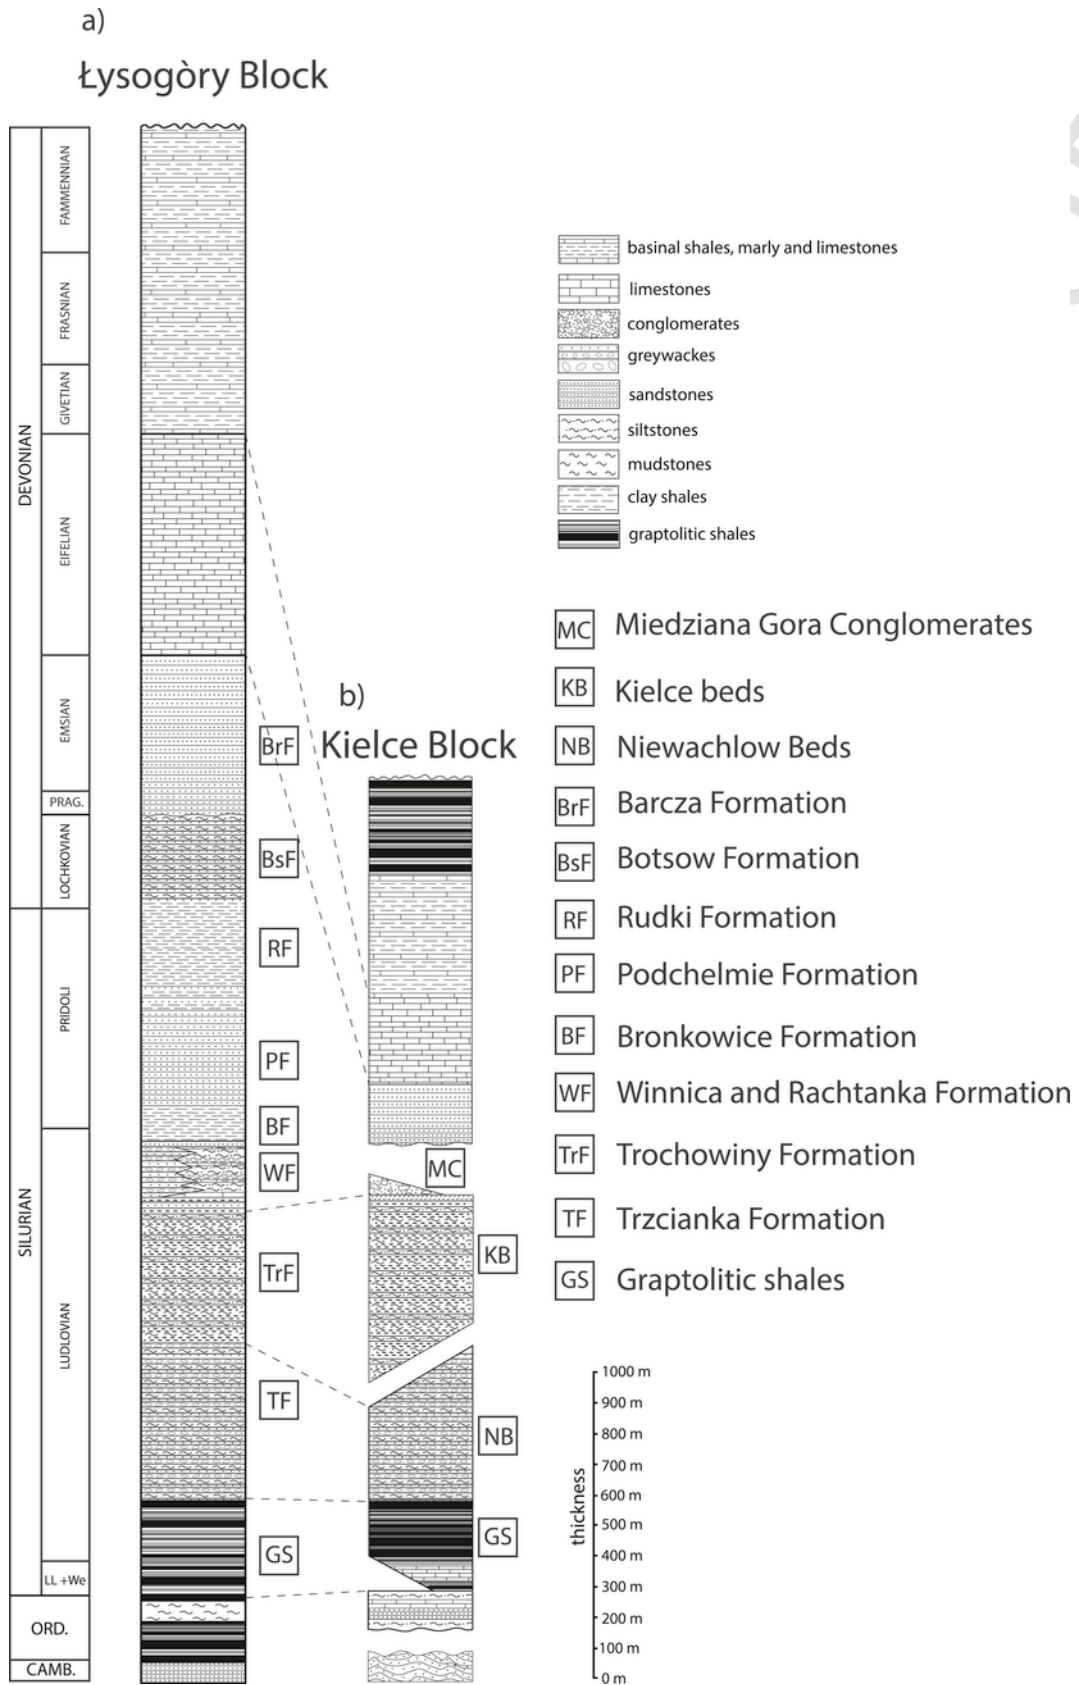 a)
Łysogòry Block
DEVONIAN
FAMMENNIAN
FRASNIAN
GIVETIAN
EIFELIAN
EMSIAN
PRAG.
LOCHKOVIAN
SILURIAN
PRIDOLI
LUDLOVIAN
LL +We
ORD.
CAMB.
BrF
BsF
RF
PF
BF
WF
TrF
TF
GS
b)
Kielce Block
MC
KB
NB
GS
basinal shales, marly and limestones
limestones
conglomerates
greywackes
sandstones
siltstones
mudstones
clay shales
graptolitic shales
MC Miedziana Gora Conglomerates
KB Kielce beds
NB Niewachlow Beds
BrF Barcza Formation
BsF Botsow Formation
RF Rudki Formation
PF Podchelmie Formation
BF Bronkowice Formation
WF Winnica and Rachtanka Formation
TrF Trochowiny Formation
TF Trzcianka Formation
GS Graptolitic shales
thickness
1000 m
900 m
800 m
700 m
600 m
500 m
400 m
300 m
200 m
100 m
0 m